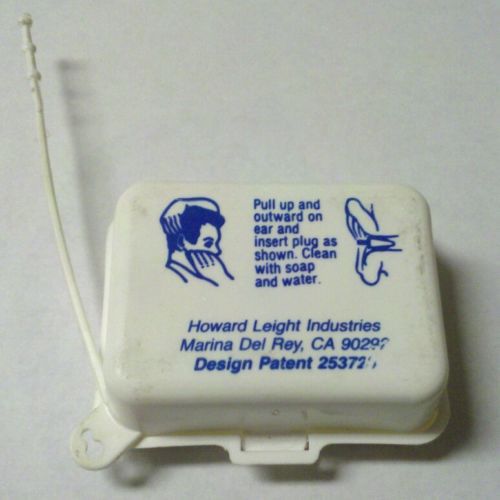 Pull up and
outward on
ear and
insert plug as
shown. Clean
with soap
and water.
Howard Leight Industries
Marina Del Rey, CA
Design Patent